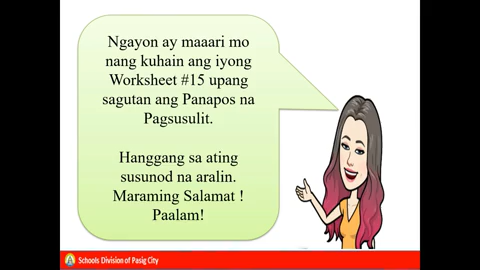 Ngayon ay maaari mo
nang kuhain ang iyong
Worksheet #15 upang
sagutan ang Panapos na
Pagsusulit.
Hanggang sa ating
susunod na aralin.
Maraming Salamat !
Paalam!
Schools Division of Pasig City